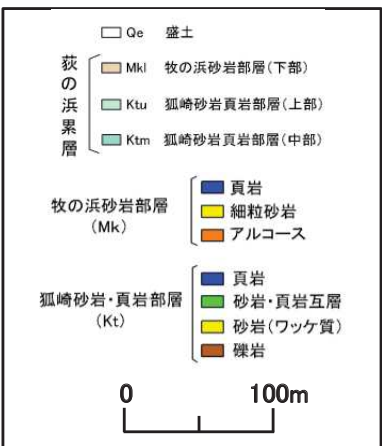 Qe 盛土
荻の浜累層
Mkl 牧の浜砂岩部層(下部)
Ktu 狐崎砂岩頁岩部層(上部)
Ktm 狐崎砂岩頁岩部層(中部)
牧の浜砂岩部層
(Mk)
頁岩
細粒砂岩
アルコース
狐崎砂岩・頁岩部層
(Kt)
頁岩
砂岩・頁岩互層
砂岩(ワッケ質)
礫岩
0 100m